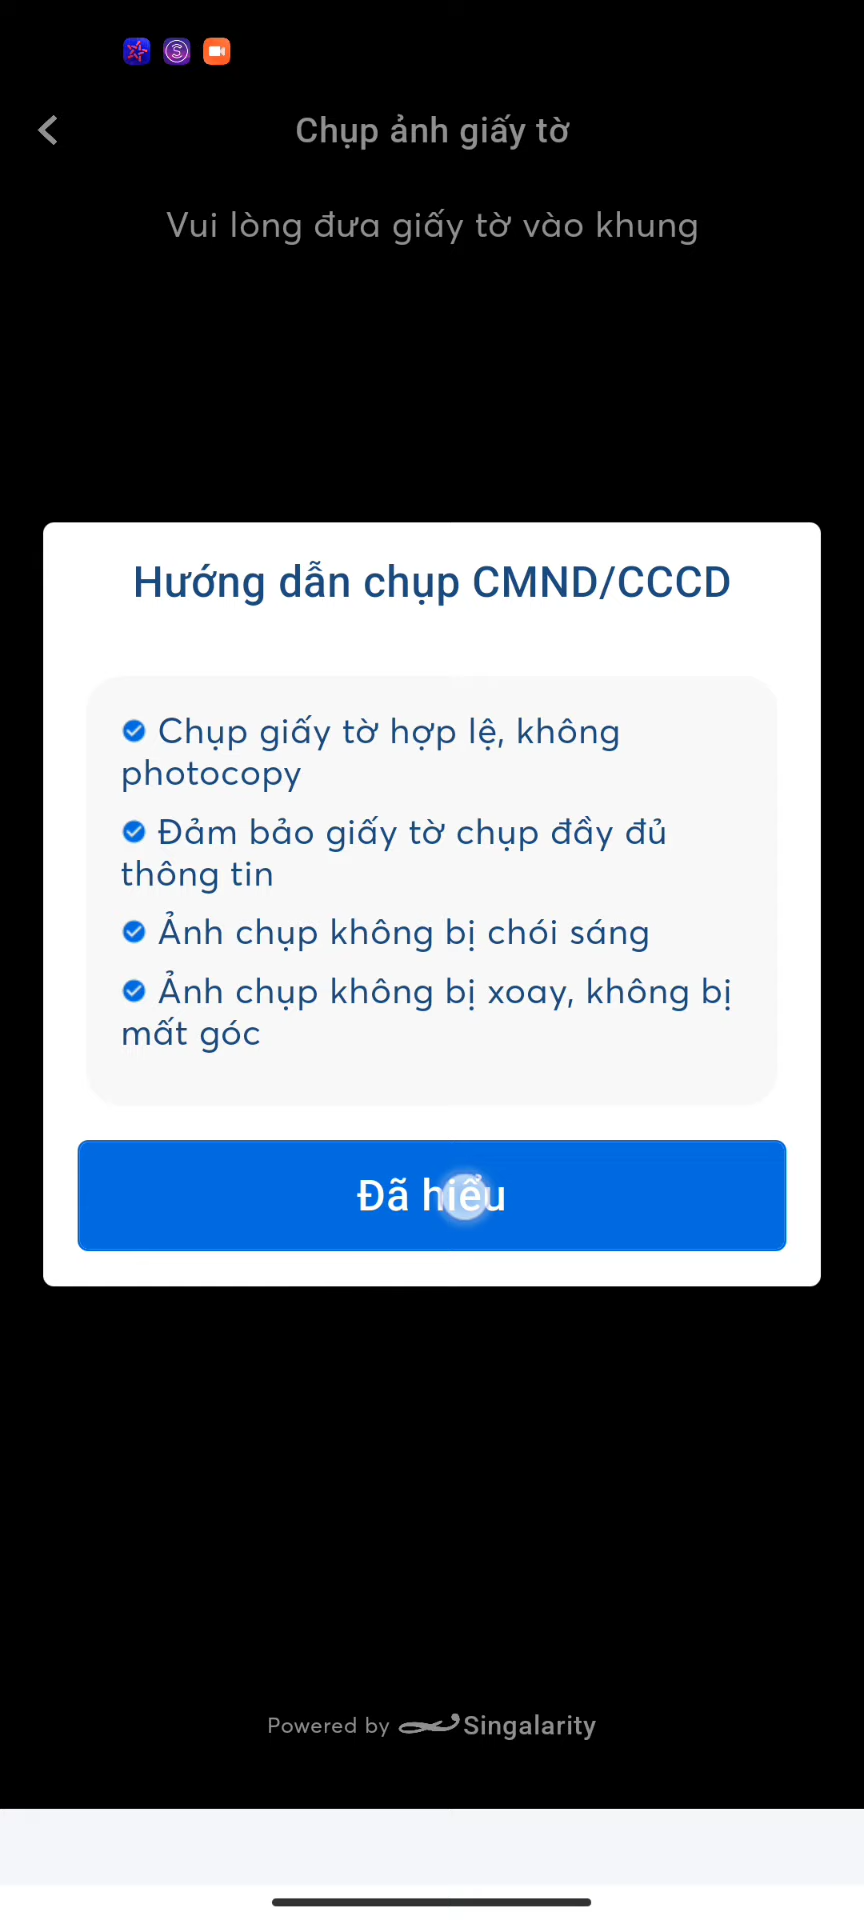 Chụp ảnh giấy tờ
Vui lòng đưa giấy tờ vào khung
Hướng dẫn chụp CMND/CCCD
Chụp giấy tờ hợp lệ, không
photocopy
Đảm bảo giấy tờ chụp đầy đủ
thông tin
Ảnh chụp không bị chói sáng
Ảnh chụp không bị xoay, không bị
mất góc
Đã hiểu
Powered by Singalarity